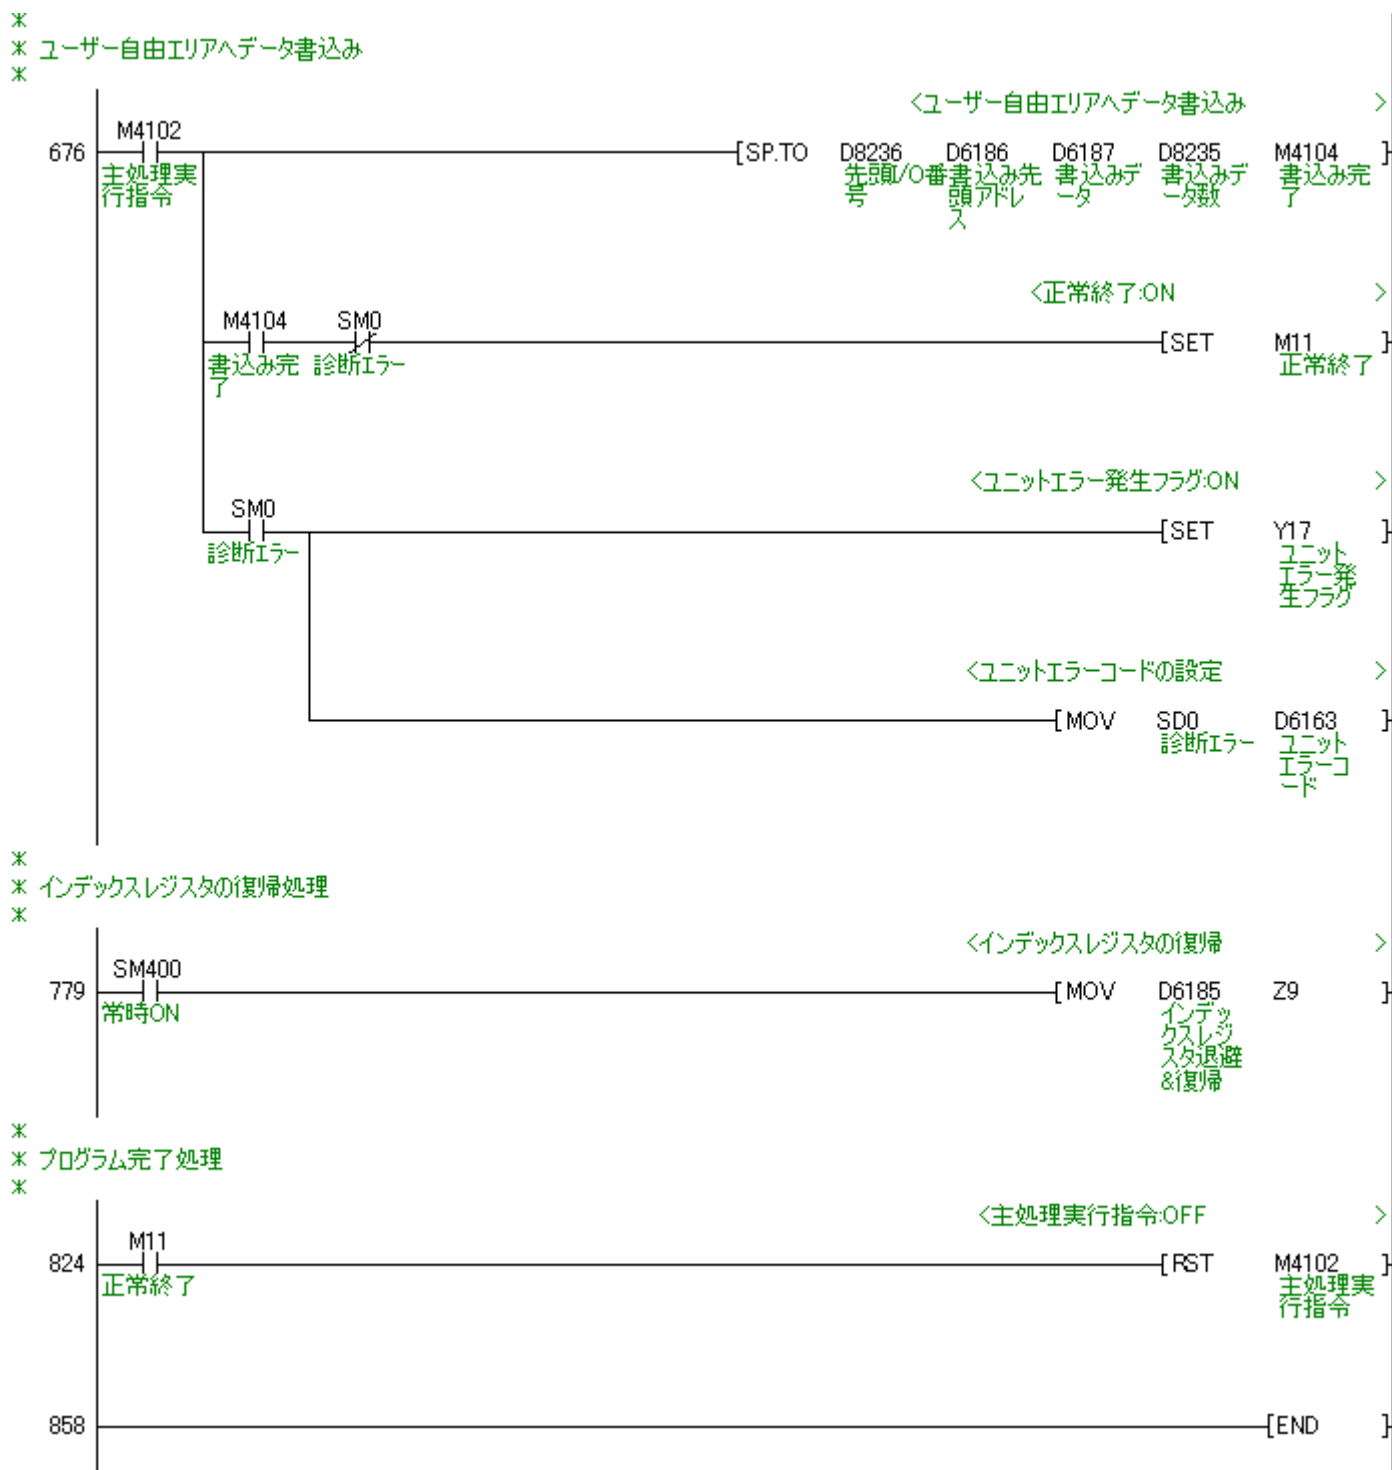 *
* ユーザー自由エリアへデータ書込み
*
<ユーザー自由エリアへデータ書込み >
M4102
676 [SP.TO D8236 D6186 D6187 D8235 M4104 ]
主処理実 先頭I/O番 書込み先 書込みデ 書込みデ 書込み完
行指令 号 頭アドレ ータ ータ数 了
ス
<正常終了:ON >
M4104 SM0
[SET M11 ]
書込み完 診断エラー 正常終了
了
<ユニットエラー発生フラグ:ON >
SM0
[SET Y17 ]
診断エラー ユニット
エラー発
生フラグ
<ユニットエラーコードの設定 >
[MOV SD0 D6163 ]
診断エラー ユニット
エラーコ
ード
*
* インデックスレジスタの復帰処理
*
<インデックスレジスタの復帰 >
SM400
779 [MOV D6185 Z9 ]
常時ON インデッ
クスレジ
スタ退避
&復帰
*
* プログラム完了処理
*
<主処理実行指令:OFF >
M11
824 [RST M4102 ]
正常終了 主処理実
行指令
858 [END ]